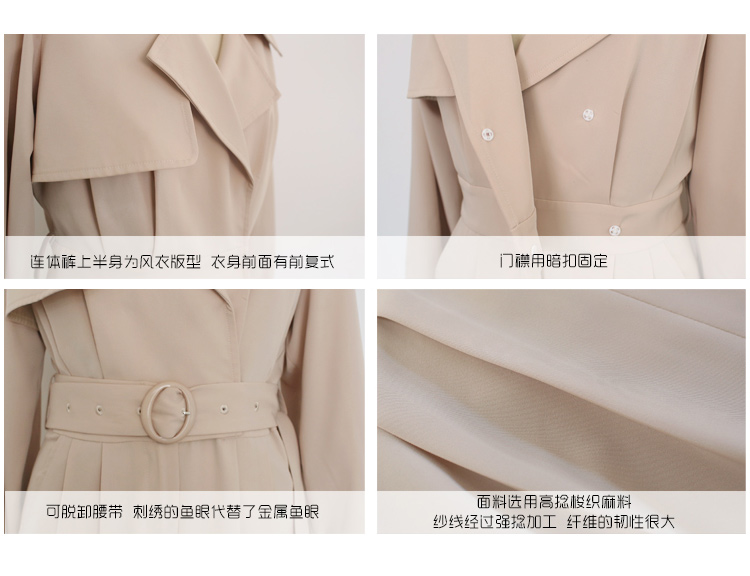 连体裤上半身为风衣版型 衣身前面有前复式
门襟用暗扣固定
可脱卸腰带 刺绣的鱼眼代替了金属鱼眼
面料选用高捻梭织麻料
纱线经过强捻加工 纤维的韧性很大